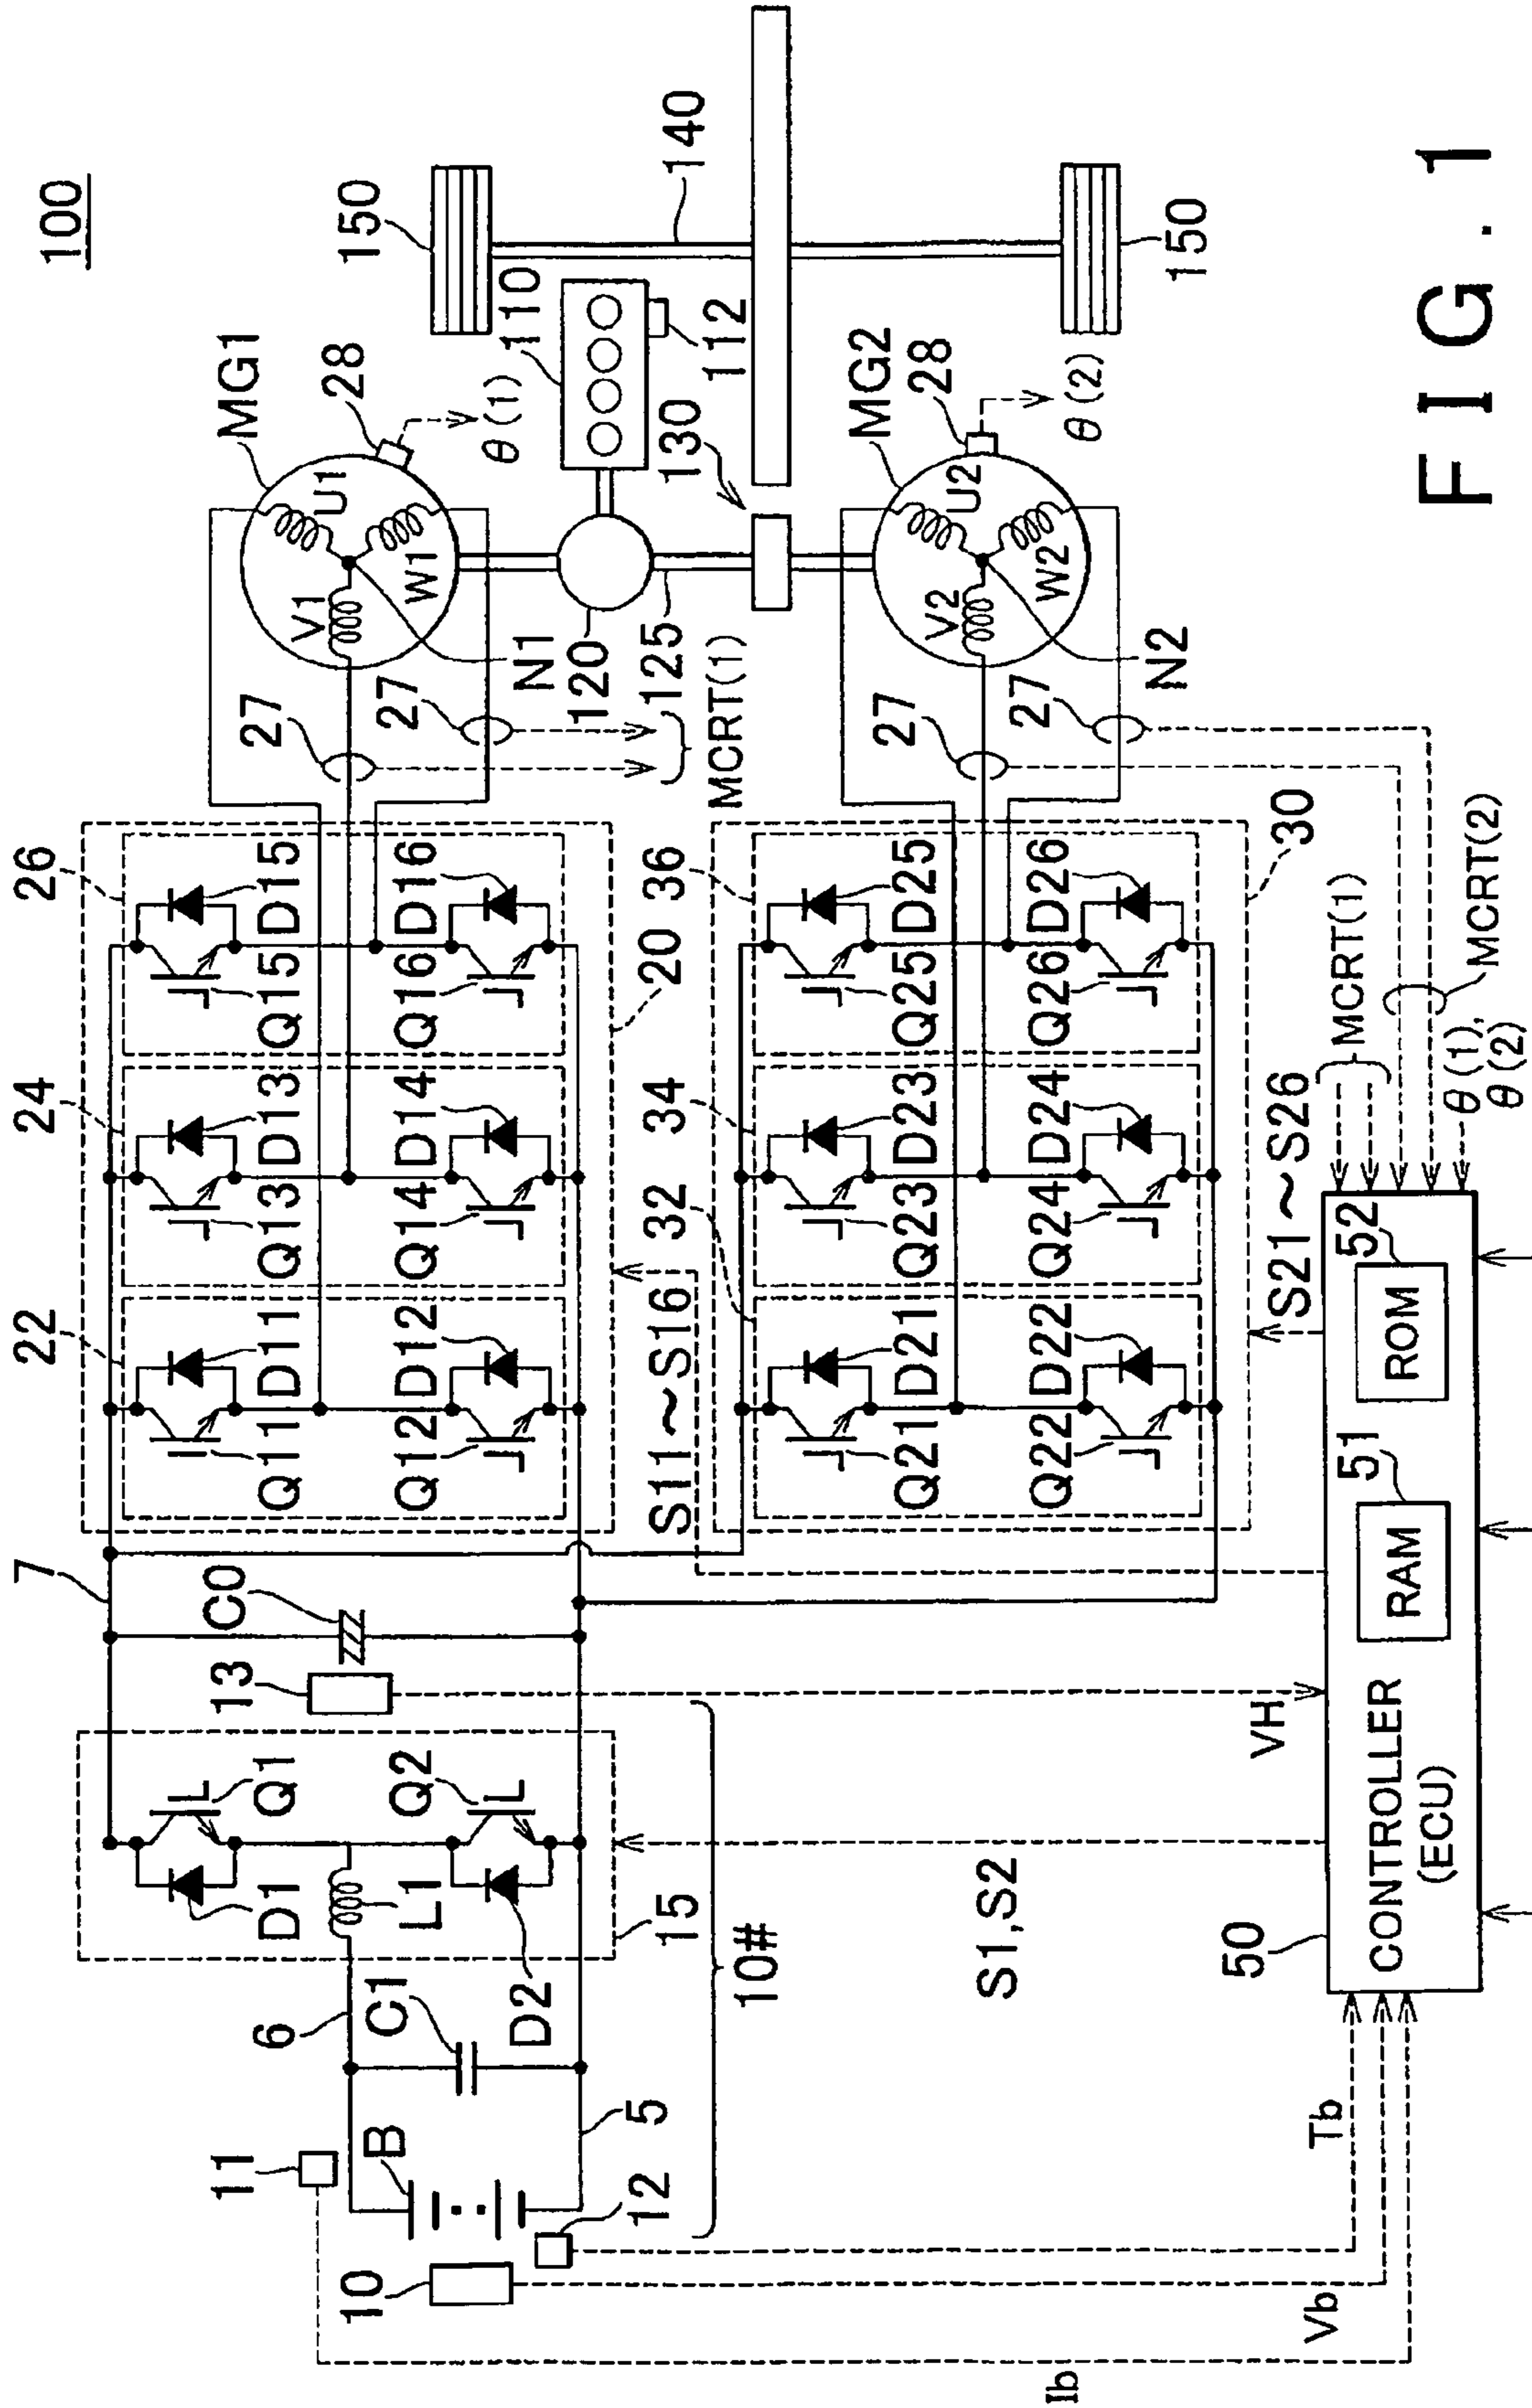 100
7
22
24
26
MG1
28
θ(1)
150
11
6
C1
B
5
12
10
D1
L1
Q1
Q2
D2
15
13
C0
Q11
D11
Q12
D12
Q13
D13
Q14
D14
Q15
D15
Q16
D16
20
27
27
U1
V1
W1
N1
120
125
MCRT(1)
110
112
130
140
150
10#
S11~S16
32
34
36
Q21
D21
Q22
D22
Q23
D23
Q24
D24
Q25
D25
Q26
D26
30
27
27
MG2
28
θ(2)
U2
V2
W2
N2
S1,S2
VH
S21~S26
MCRT(1)
MCRT(2)
θ(1),
θ(2)
Tb
Vb
Ib
50
CONTROLLER
(ECU)
51
RAM
52
ROM
FIG. 1